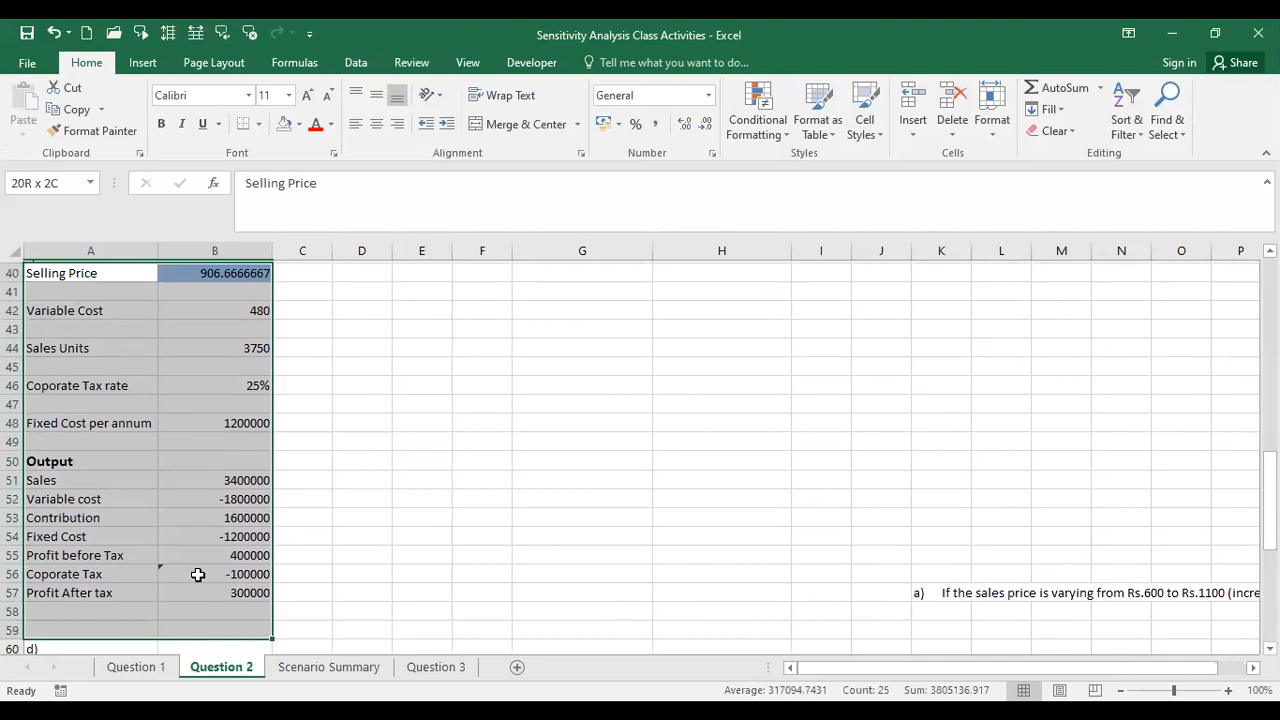 Sensitivity Analysis Class Activities - Excel
File Home Insert Page Layout Formulas Data Review View Developer Tell me what you want to do... Sign in Share
Cut
Copy
Format Painter
Paste
Clipboard
Calibri 11
B I U
Font
Wrap Text
Merge & Center
Alignment
General
Number
Conditional Formatting
Format as Table
Cell Styles
Styles
Insert Delete Format
Cells
AutoSum
Fill
Clear
Sort & Filter
Find & Select
Editing
20R x 2C fx Selling Price
A B C D E F G H I J K L M N O P
40 Selling Price 906.6666667
41
42 Variable Cost 480
43
44 Sales Units 3750
45
46 Coporate Tax rate 25%
47
48 Fixed Cost per annum 1200000
49
50 Output
51 Sales 3400000
52 Variable cost -1800000
53 Contribution 1600000
54 Fixed Cost -1200000
55 Profit before Tax 400000
56 Coporate Tax -100000
57 Profit After tax 300000 a) If the sales price is varying from Rs.600 to Rs.1100 (incre
58
59
60 d)
Question 1 Question 2 Scenario Summary Question 3
Ready Average: 317094.7431 Count: 25 Sum: 3805136.917 100%